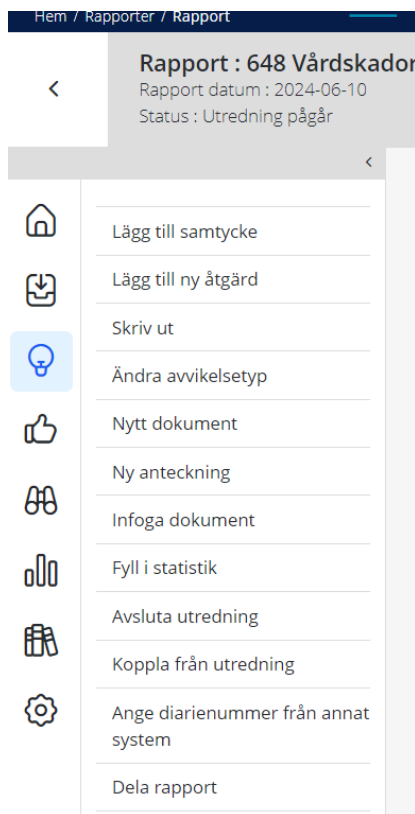 Hem / Rapporter / Rapport
Rapport : 648 Vårdskador
Rapport datum : 2024-06-10
Status : Utredning pågår
Lägg till samtycke
Lägg till ny åtgärd
Skriv ut
Ändra avvikelsetyp
Nytt dokument
Ny anteckning
Infoga dokument
Fyll i statistik
Avsluta utredning
Koppla från utredning
Ange diarienummer från annat
system
Dela rapport